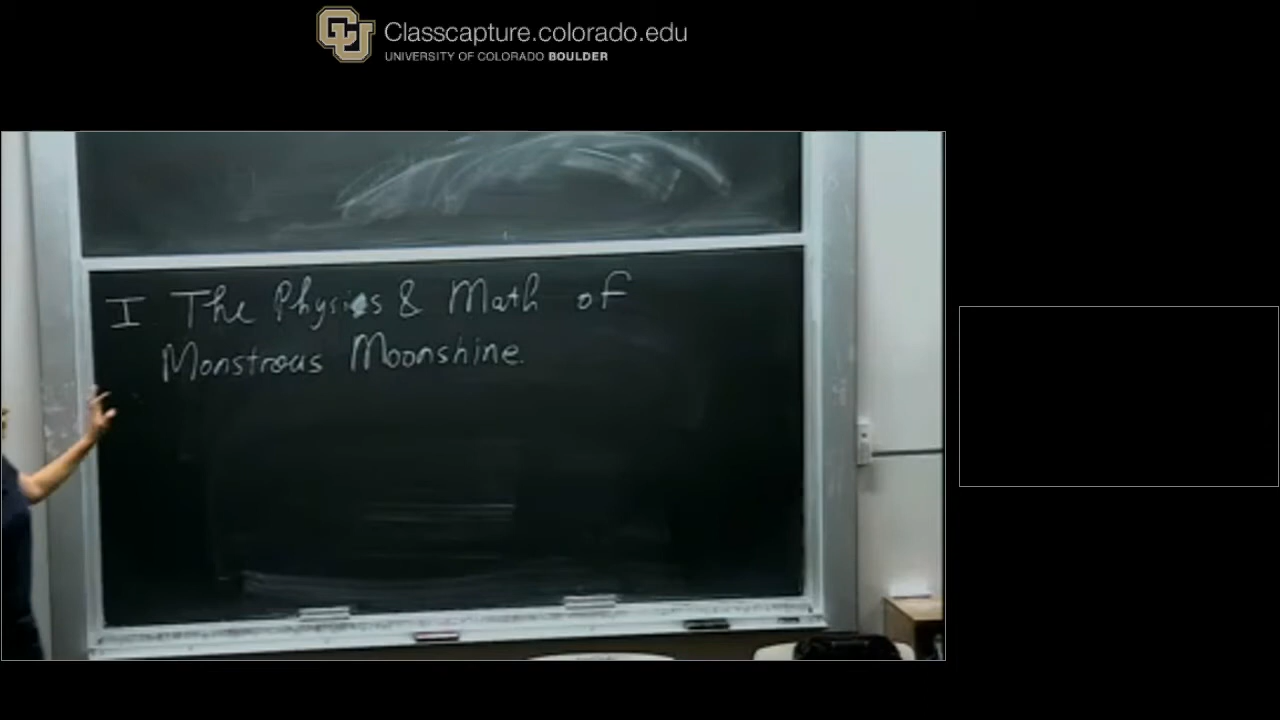 Classcapture.colorado.edu
UNIVERSITY OF COLORADO BOULDER
I The Physics & Math of
Monstrous Moonshine.